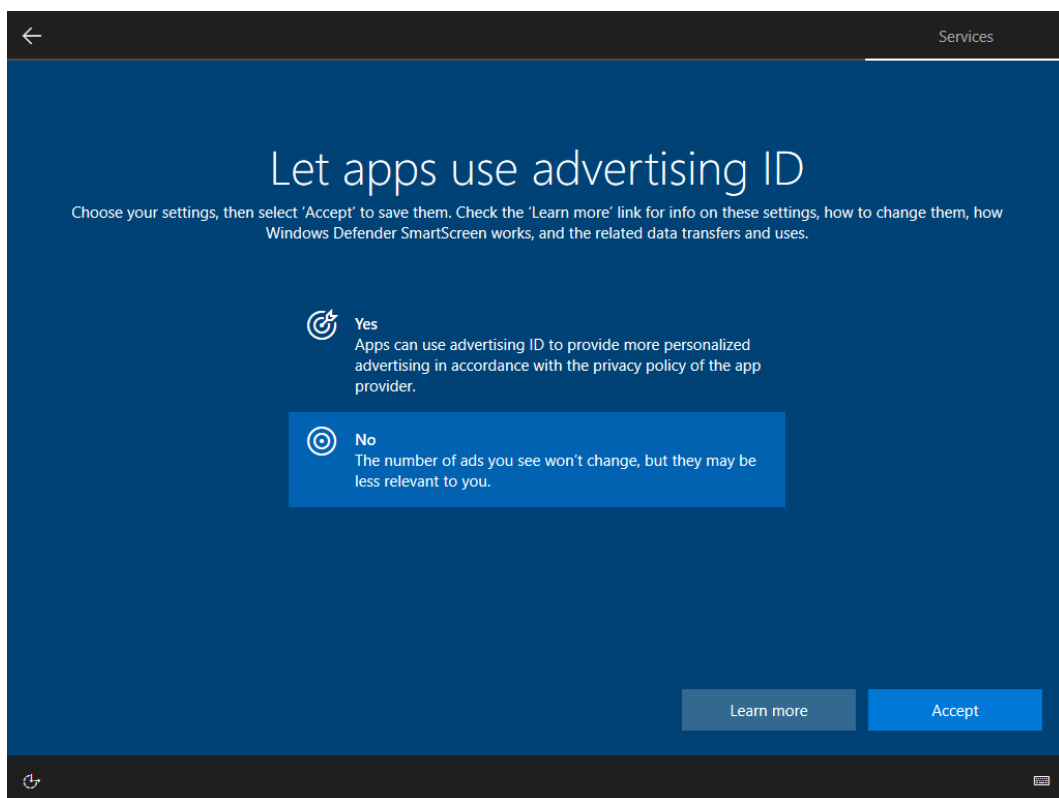 Services
Let apps use advertising ID
Choose your settings, then select ‘Accept’ to save them. Check the ‘Learn more’ link for info on these settings, how to change them, how
Windows Defender SmartScreen works, and the related data transfers and uses.
Yes
Apps can use advertising ID to provide more personalized
advertising in accordance with the privacy policy of the app
provider.
No
The number of ads you see won’t change, but they may be
less relevant to you.
Learn more
Accept